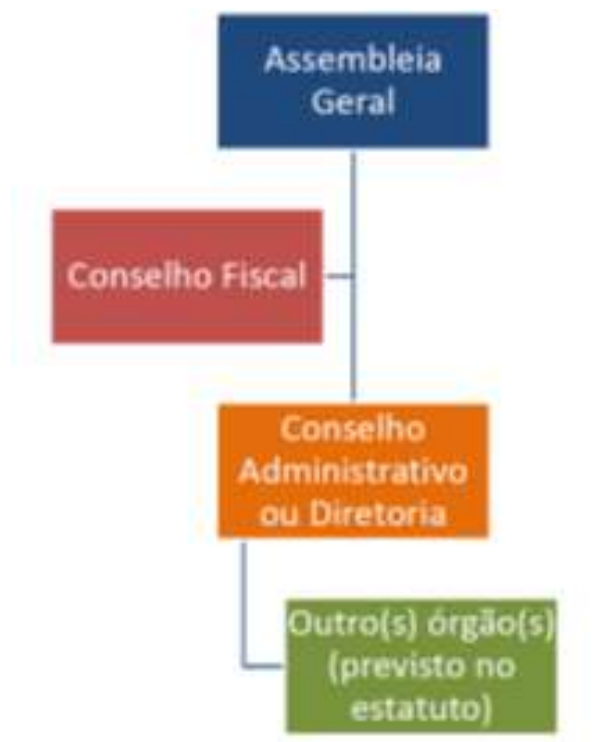 Assembleia
Geral
Conselho Fiscal
Conselho
Administrativo
ou Diretoria
Outro(s) órgão(s)
(previsto no
estatuto)